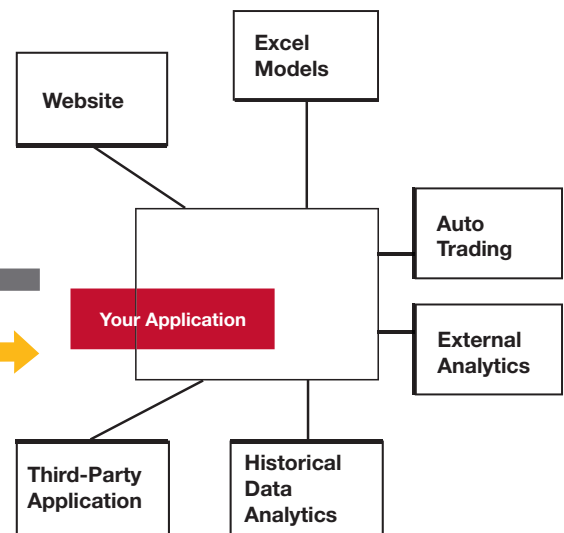 Excel
Models
Website
Auto
Trading
Your Application
External
Analytics
Third-Party
Application
Historical
Data
Analytics